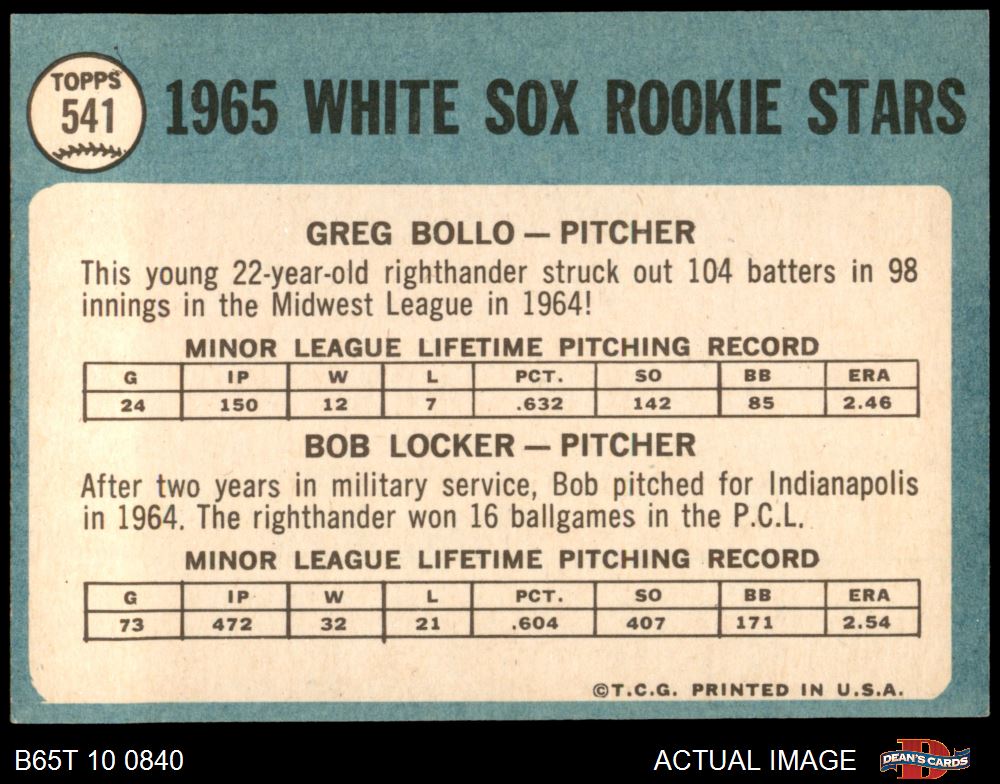 TOPPS
541
1965 WHITE SOX ROOKIE STARS
GREG BOLLO — PITCHER
This young 22-year-old righthander struck out 104 batters in 98
innings in the Midwest League in 1964!
MINOR LEAGUE LIFETIME PITCHING RECORD
G IP W L PCT. SO BB ERA
24 150 12 7 .632 142 85 2.46
BOB LOCKER — PITCHER
After two years in military service, Bob pitched for Indianapolis
in 1964. The righthander won 16 ballgames in the P.C.L.
MINOR LEAGUE LIFETIME PITCHING RECORD
G IP W L PCT. SO BB ERA
73 472 32 21 .604 407 171 2.54
©T.C.G. PRINTED IN U.S.A.
B65T 10 0840 ACTUAL IMAGE D DEAN'S CARDS